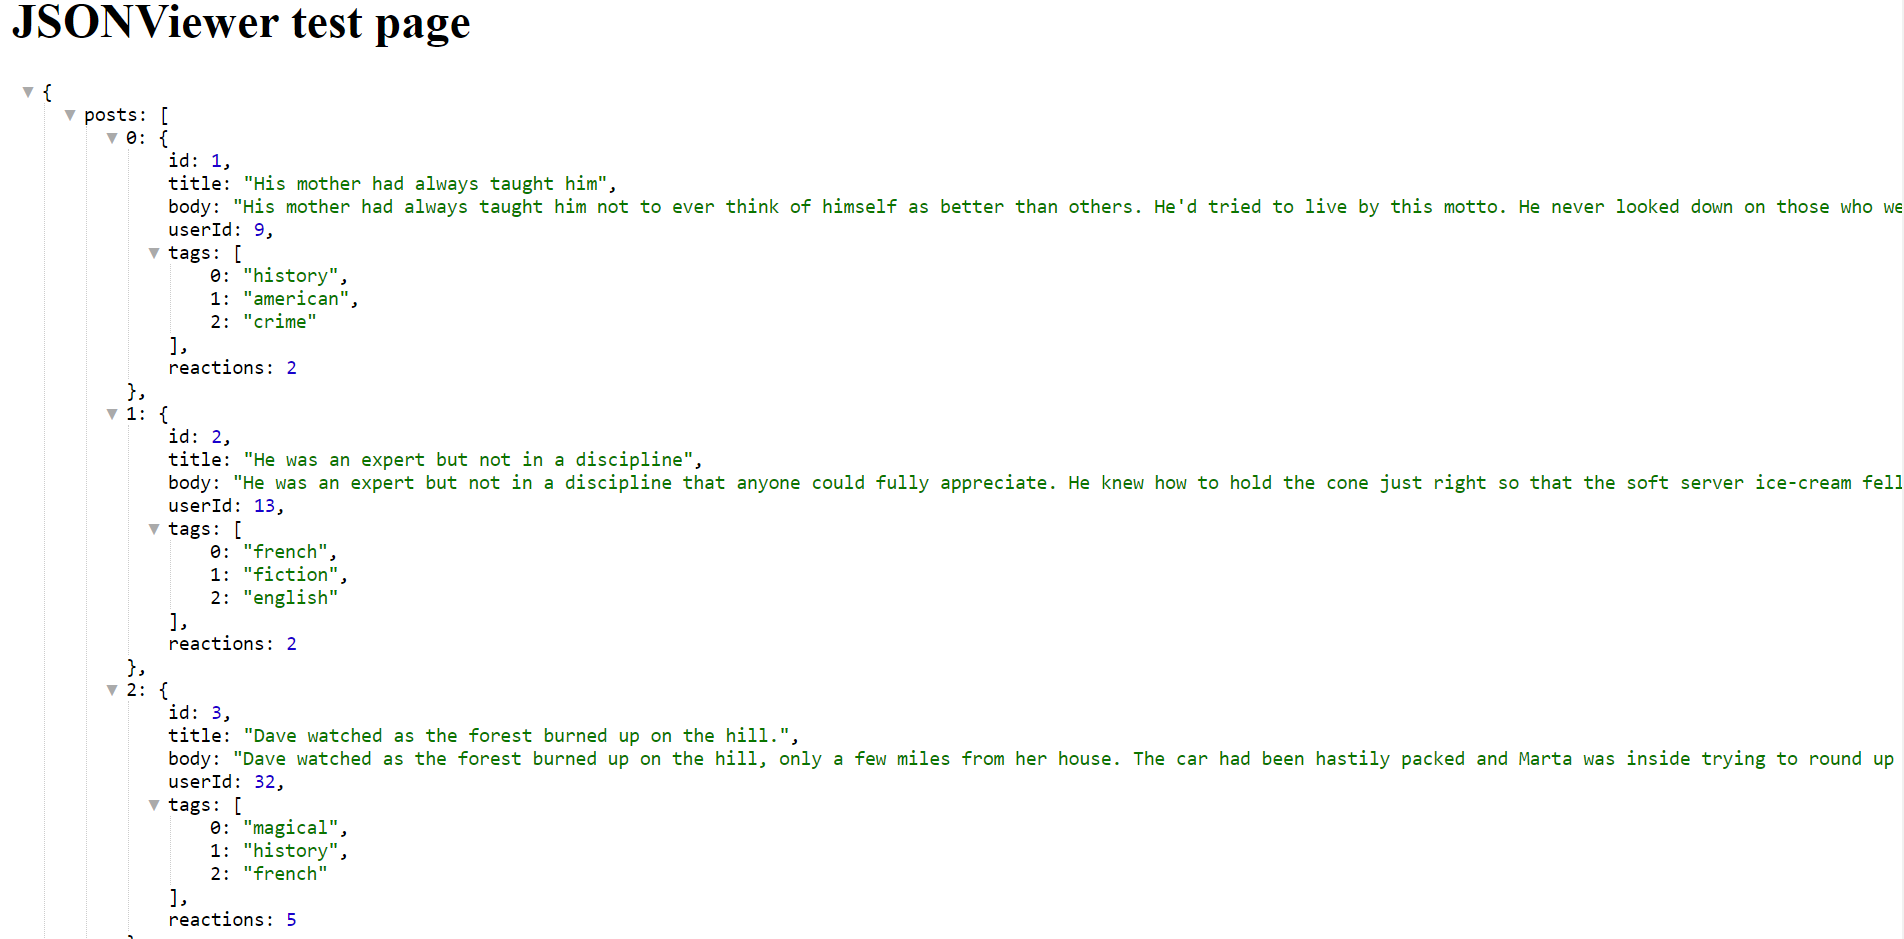 JSONViewer test page
{
posts: [
0: {
id: 1,
title: "His mother had always taught him",
body: "His mother had always taught him not to ever think of himself as better than others. He'd tried to live by this motto. He never looked down on those who we
userId: 9,
tags: [
0: "history",
1: "american",
2: "crime"
],
reactions: 2
},
1: {
id: 2,
title: "He was an expert but not in a discipline",
body: "He was an expert but not in a discipline that anyone could fully appreciate. He knew how to hold the cone just right so that the soft server ice-cream fell
userId: 13,
tags: [
0: "french",
1: "fiction",
2: "english"
],
reactions: 2
},
2: {
id: 3,
title: "Dave watched as the forest burned up on the hill.",
body: "Dave watched as the forest burned up on the hill, only a few miles from her house. The car had been hastily packed and Marta was inside trying to round up
userId: 32,
tags: [
0: "magical",
1: "history",
2: "french"
],
reactions: 5